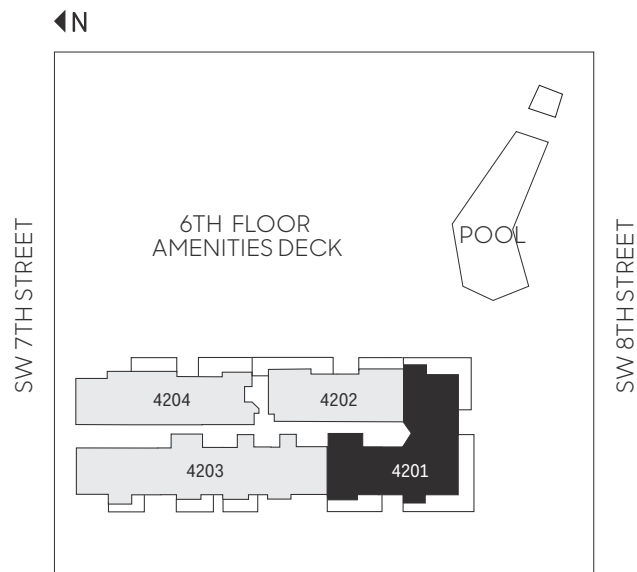 N
6TH FLOOR
AMENITIES DECK
POOL
SW 7TH STREET
SW 8TH STREET
4204
4202
4203
4201